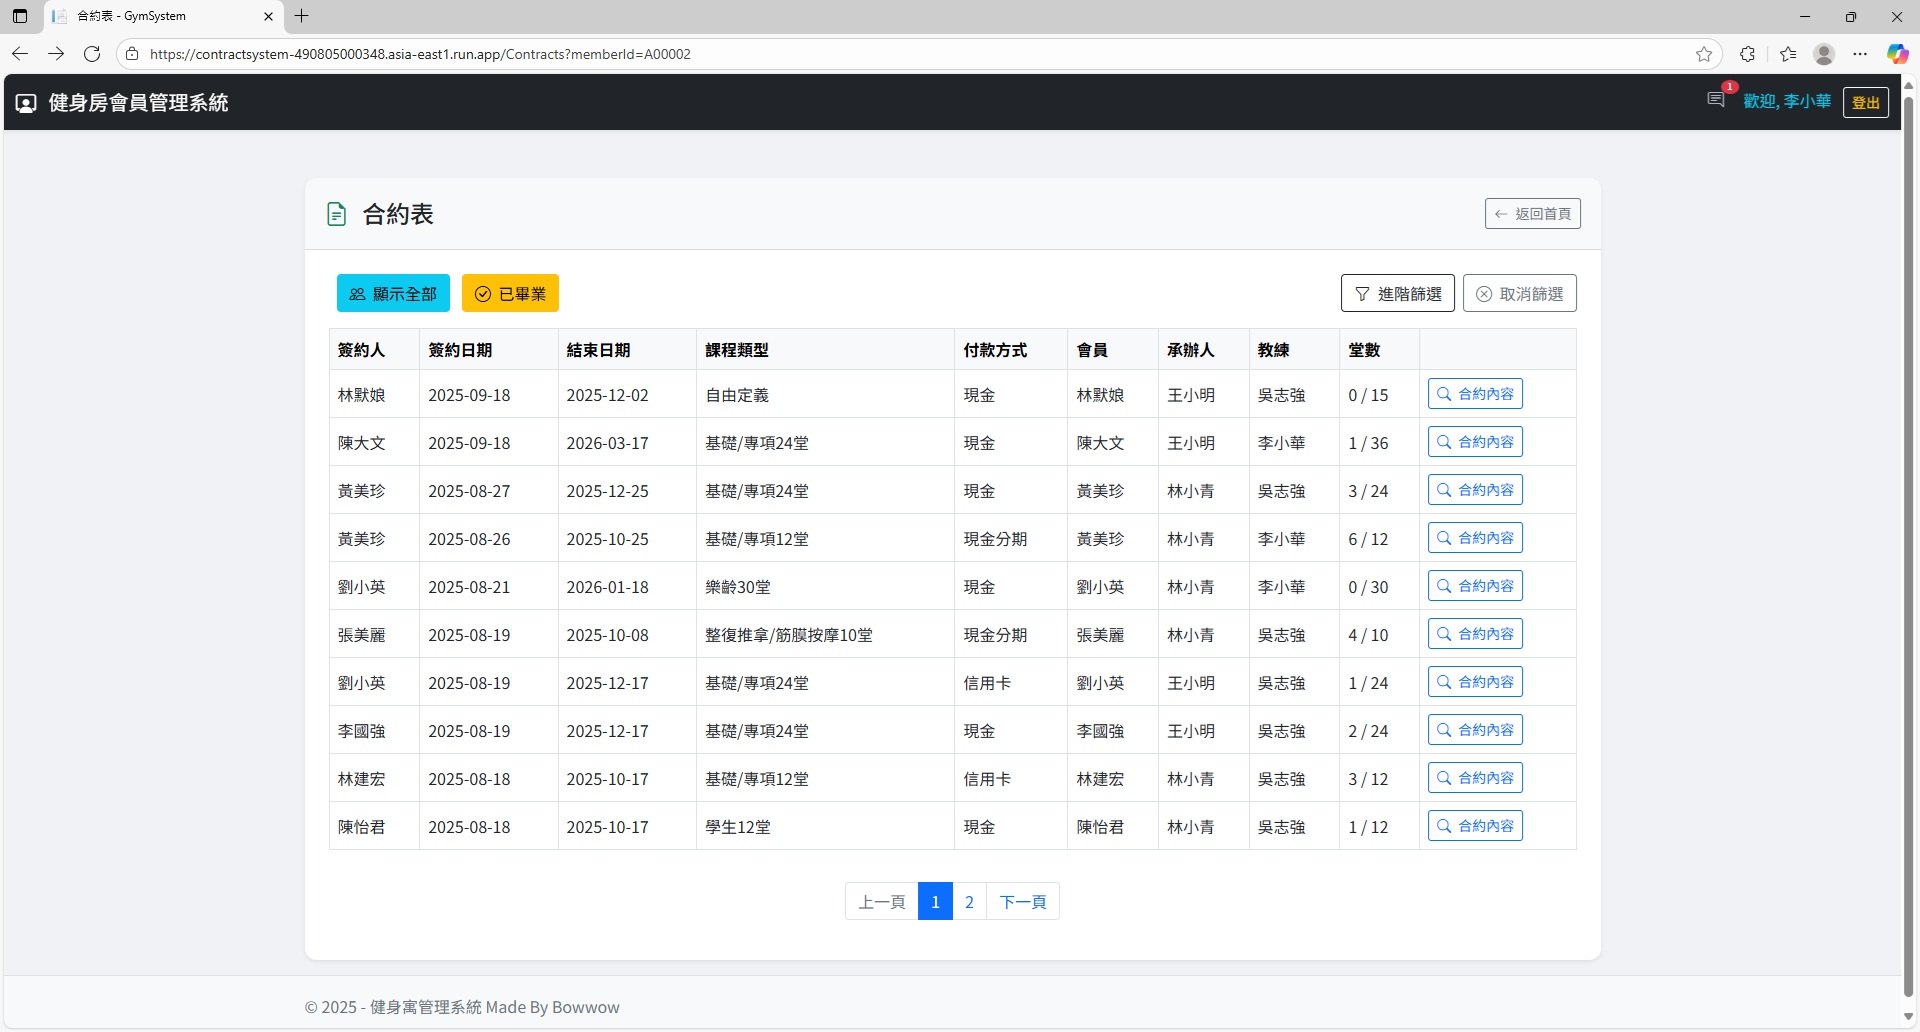 合約表 - GymSystem
https://contractsystem-490805000348.asia-east1.run.app/Contracts?memberId=A00002
健身房會員管理系統
1
歡迎, 李小華
登出
合約表
返回首頁
顯示全部 已畢業 進階篩選 取消篩選
簽約人 簽約日期 結束日期 課程類型 付款方式 會員 承辦人 教練 堂數
林默娘 2025-09-18 2025-12-02 自由定義 現金 林默娘 王小明 吳志強 0 / 15 合約內容
陳大文 2025-09-18 2026-03-17 基礎/專項24堂 現金 陳大文 王小明 李小華 1 / 36 合約內容
黃美珍 2025-08-27 2025-12-25 基礎/專項24堂 現金 黃美珍 林小青 吳志強 3 / 24 合約內容
黃美珍 2025-08-26 2025-10-25 基礎/專項12堂 現金分期 黃美珍 林小青 李小華 6 / 12 合約內容
劉小英 2025-08-21 2026-01-18 樂齡30堂 現金 劉小英 林小青 李小華 0 / 30 合約內容
張美麗 2025-08-19 2025-10-08 整復推拿/筋膜按摩10堂 現金分期 張美麗 林小青 吳志強 4 / 10 合約內容
劉小英 2025-08-19 2025-12-17 基礎/專項24堂 信用卡 劉小英 王小明 吳志強 1 / 24 合約內容
李國強 2025-08-19 2025-12-17 基礎/專項24堂 現金 李國強 王小明 吳志強 2 / 24 合約內容
林建宏 2025-08-18 2025-10-17 基礎/專項12堂 信用卡 林建宏 林小青 吳志強 3 / 12 合約內容
陳怡君 2025-08-18 2025-10-17 學生12堂 現金 陳怡君 林小青 吳志強 1 / 12 合約內容
上一頁 1 2 下一頁
© 2025 - 健身寓管理系統 Made By Bowwow